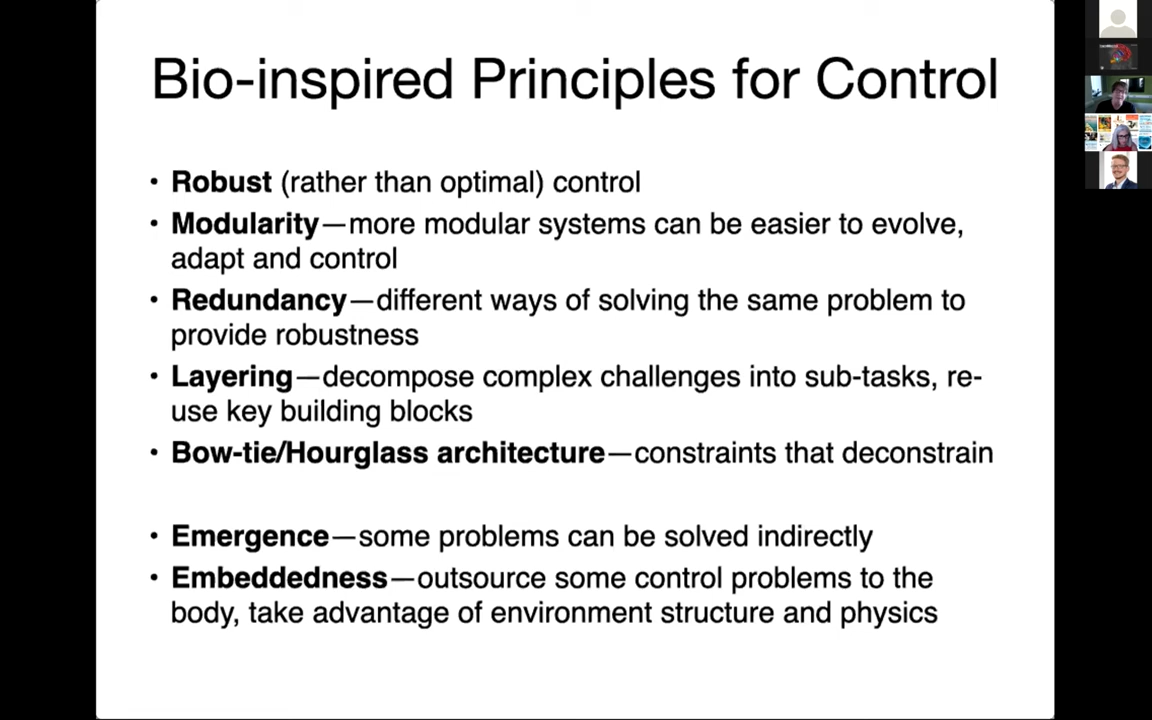 Bio-inspired Principles for Control
• Robust (rather than optimal) control
• Modularity—more modular systems can be easier to evolve,
adapt and control
• Redundancy—different ways of solving the same problem to
provide robustness
• Layering—decompose complex challenges into sub-tasks, re-
use key building blocks
• Bow-tie/Hourglass architecture—constraints that deconstrain
• Emergence—some problems can be solved indirectly
• Embeddedness—outsource some control problems to the
body, take advantage of environment structure and physics